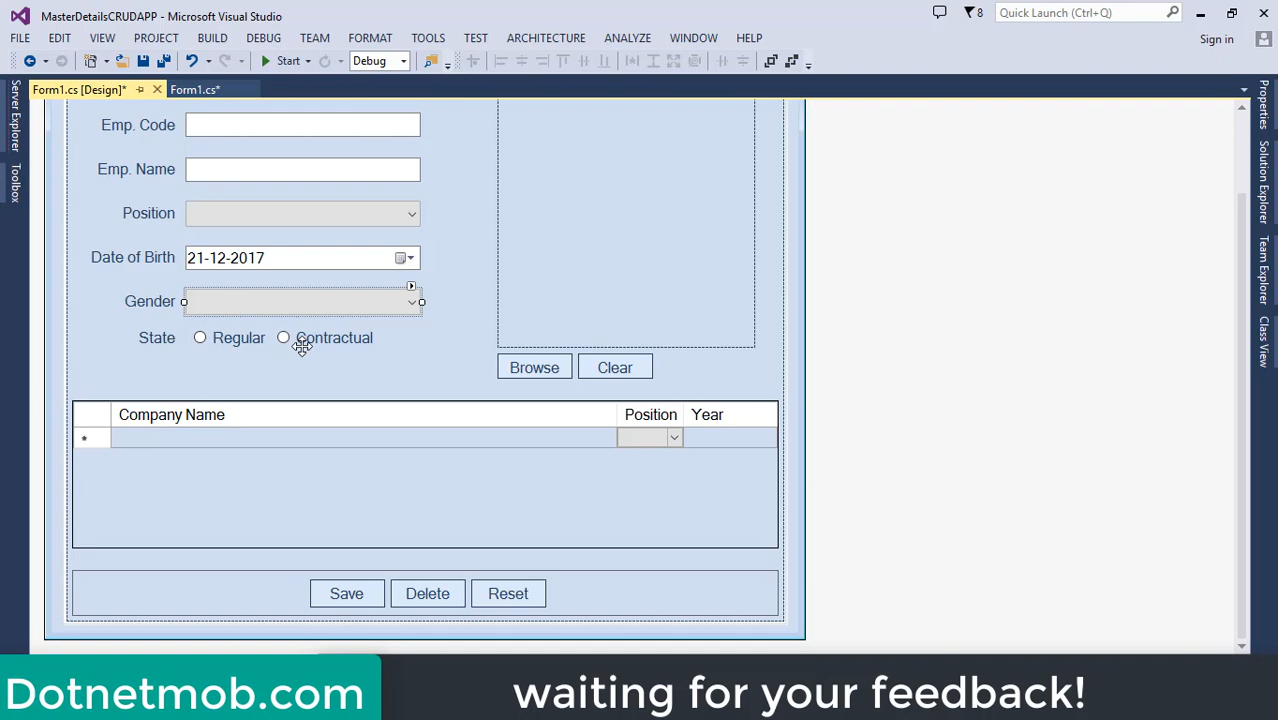 MasterDetailsCRUDAPP - Microsoft Visual Studio
8
Quick Launch (Ctrl+Q)
FILE EDIT VIEW PROJECT BUILD DEBUG TEAM FORMAT TOOLS TEST ARCHITECTURE ANALYZE WINDOW HELP
Sign in
Start
Debug
Form1.cs [Design]* Form1.cs*
Server Explorer
Toolbox
Properties
Solution Explorer
Team Explorer
Class View
Emp. Code
Emp. Name
Position
Date of Birth 21-12-2017
Gender
State Regular Contractual
Browse Clear
Company Name Position Year
*
Save Delete Reset
Dotnetmob.com
waiting for your feedback!